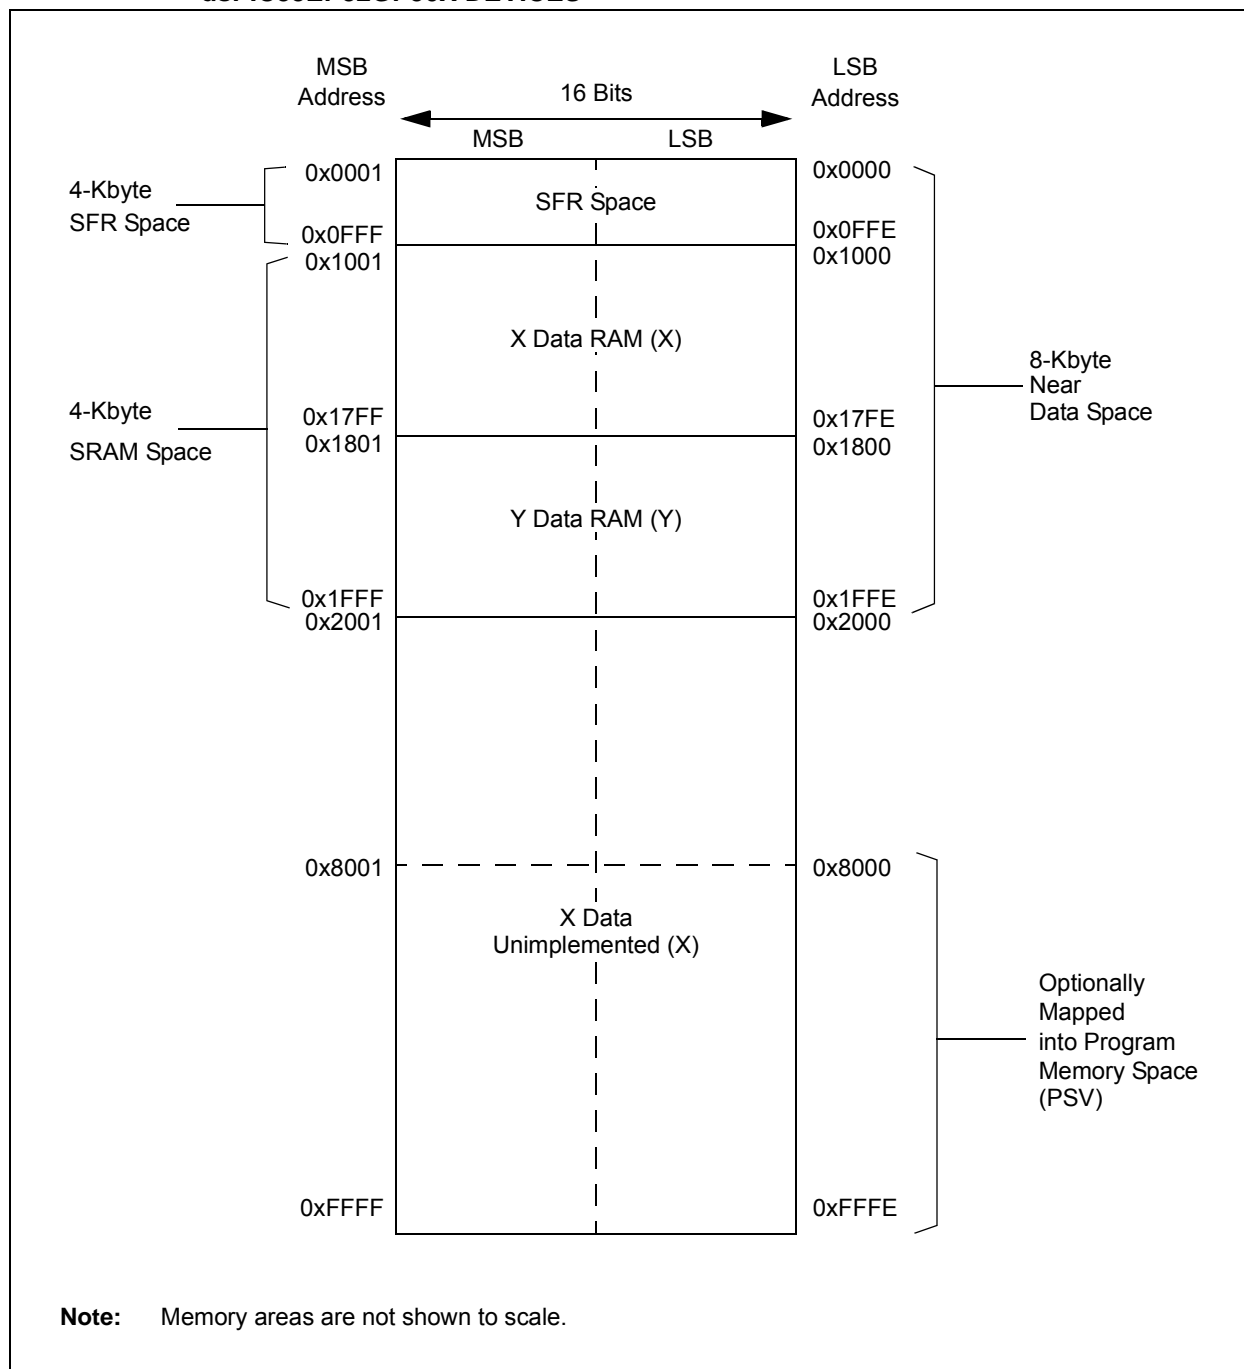 MSB
Address
16 Bits
LSB
Address
MSB
LSB
4-Kbyte
SFR Space
0x0001
0x0FFF
SFR Space
0x0000
0x0FFE
0x1001
0x1000
4-Kbyte
SRAM Space
X Data RAM (X)
0x17FF
0x17FE
0x1801
0x1800
8-Kbyte
Near
Data Space
Y Data RAM (Y)
0x1FFF
0x1FFE
0x2001
0x2000
0x8001
0x8000
X Data
Unimplemented (X)
Optionally
Mapped
into Program
Memory Space
(PSV)
0xFFFF
0xFFFE
Note: Memory areas are not shown to scale.